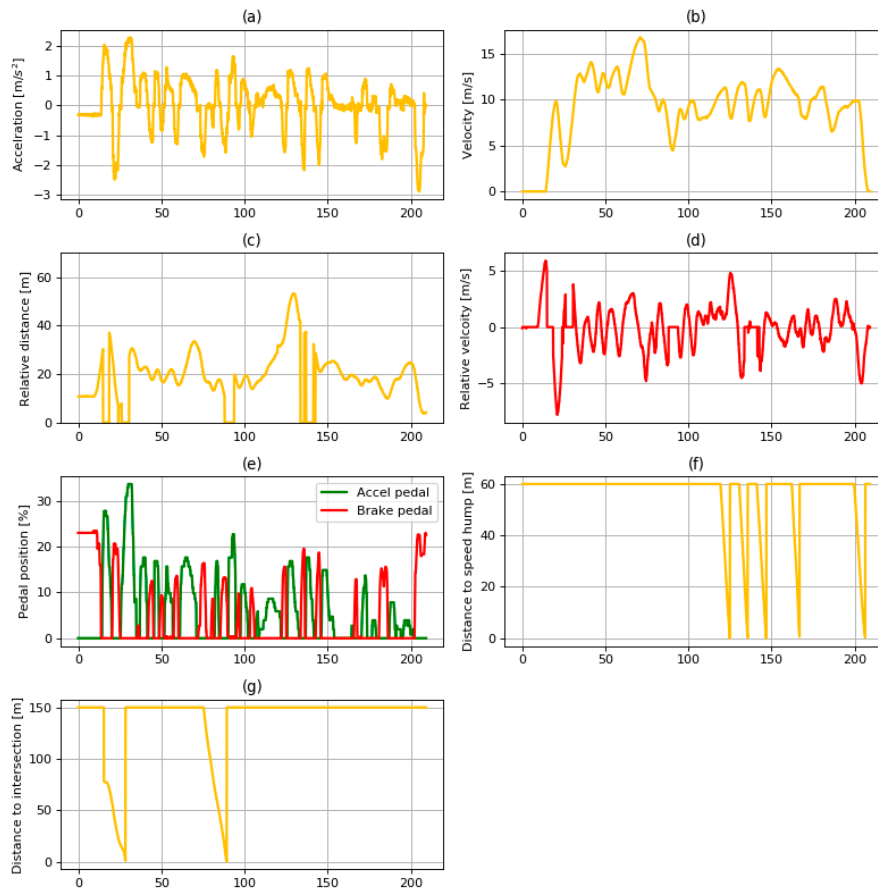 (a)
Accelration [m/s²]
2
1
0
−1
−2
−3
0 50 100 150 200
(b)
Velocity [m/s]
15
10
5
0
0 50 100 150 200
(c)
Relative distance [m]
60
40
20
0
0 50 100 150 200
(d)
Relative velcoity [m/s]
5
0
−5
0 50 100 150 200
(e)
Pedal position [%]
30
20
10
0
Accel pedal
Brake pedal
0 50 100 150 200
(f)
Distance to speed hump [m]
60
40
20
0
0 50 100 150 200
(g)
Distance to intersection [m]
150
100
50
0
0 50 100 150 200